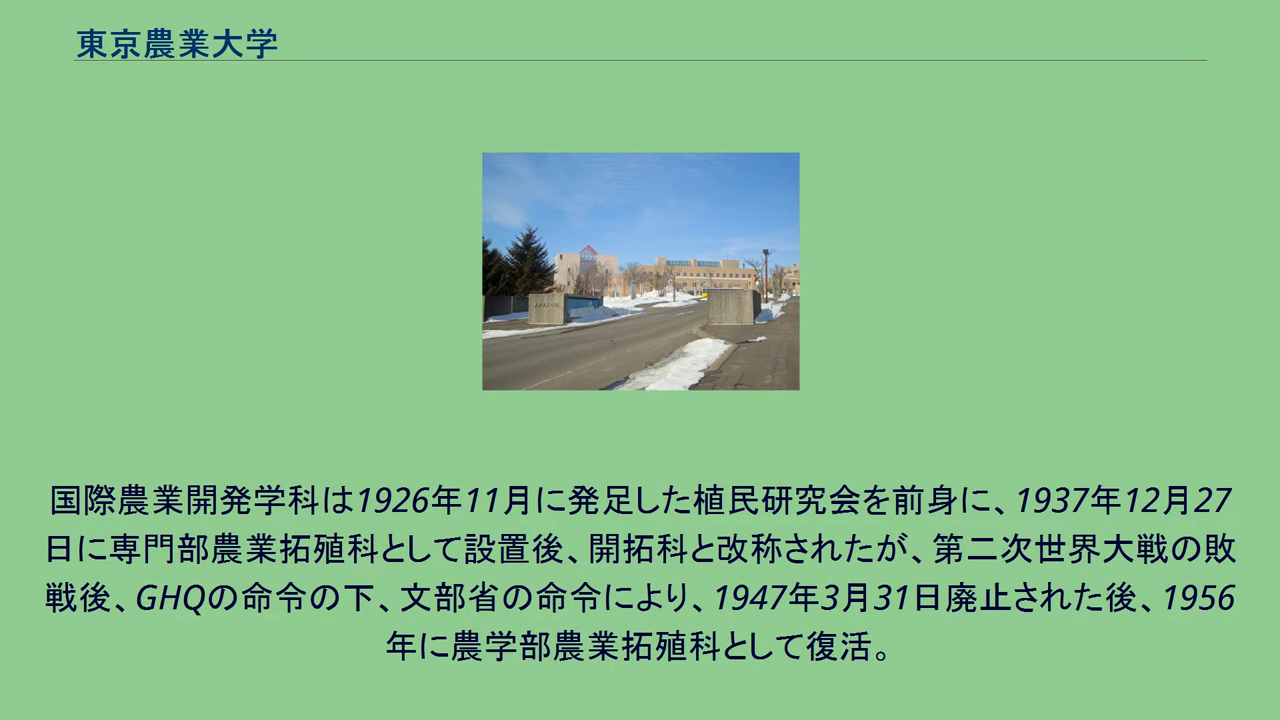 東京農業大学
国際農業開発学科は1926年11月に発足した植民研究会を前身に、1937年12月27
日に専門部農業拓殖科として設置後、開拓科と改称されたが、第二次世界大戦の敗
戦後、GHQの命令の下、文部省の命令により、1947年3月31日廃止された後、1956
年に農学部農業拓殖科として復活。